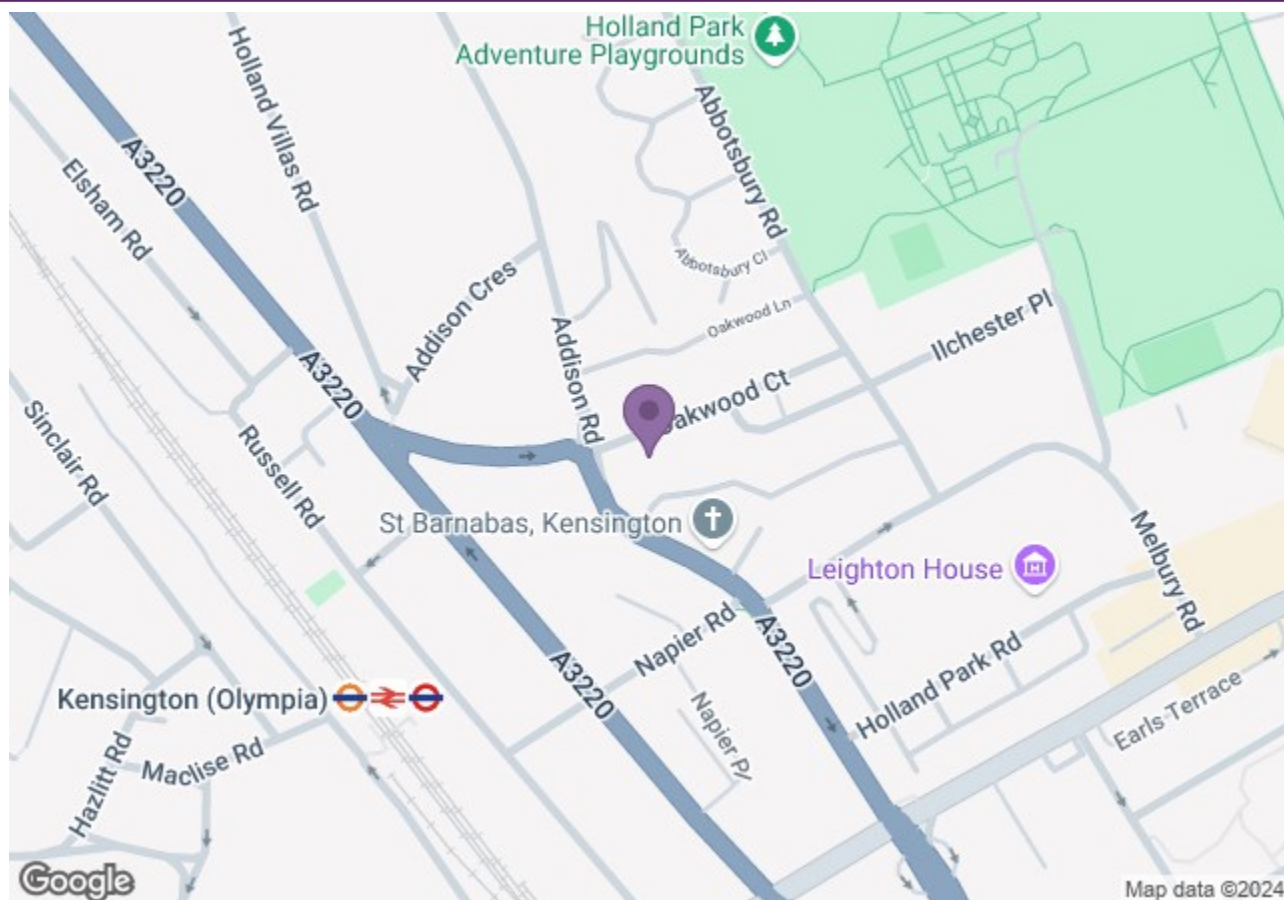 Holland Park
Adventure Playgrounds
Holland Villas Rd
Abbotsbury Rd
A3220
Elsham Rd
Abbotsbury Cl
Addison Cres
Oakwood Ln
Ilchester Pl
Addison Rd
A3220
Oakwood Ct
Sinclair Rd
Russell Rd
St Barnabas, Kensington
Melbury Rd
Leighton House
Napier Rd
A3220
A3220
Holland Park Rd
Kensington (Olympia)
Napier Pl
Earls Terrace
Maclise Rd
Hazlitt Rd
Google
Map data ©2024